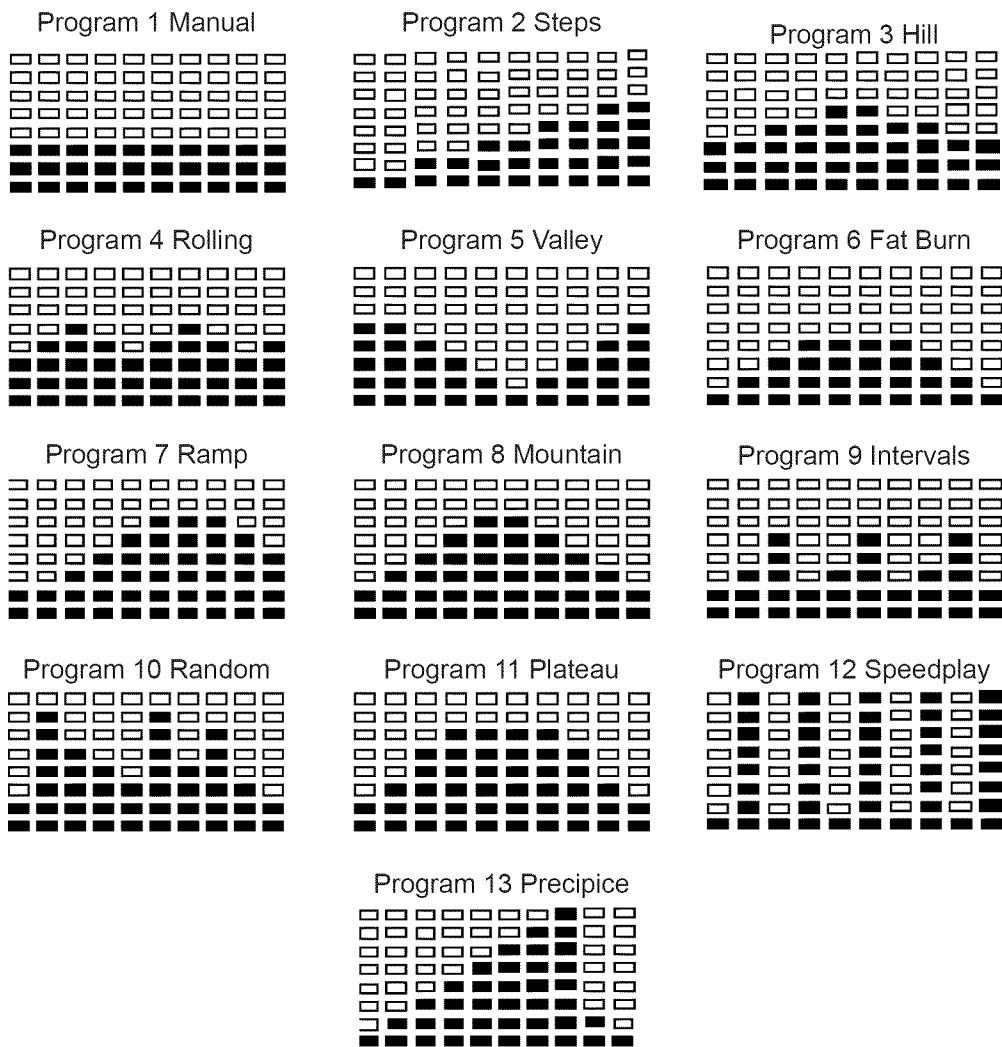 Program 1 Manual
Program 2 Steps
Program 3 Hill
Program 4 Rolling
Program 5 Valley
Program 6 Fat Burn
Program 7 Ramp
Program 8 Mountain
Program 9 Intervals
Program 10 Random
Program 11 Plateau
Program 12 Speedplay
Program 13 Precipice